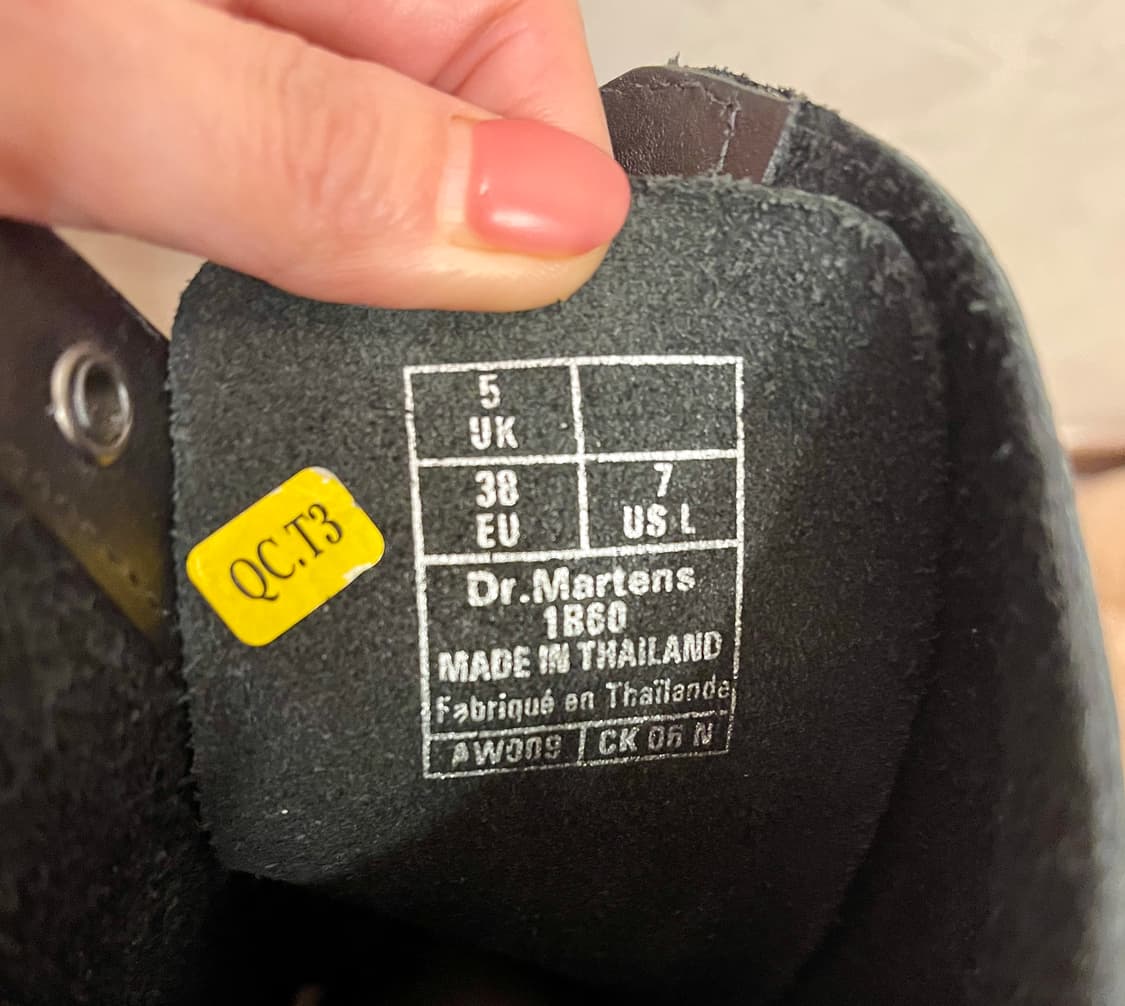 5
UK
38
EU
7
US L
Dr.Martens
1B60
MADE IN THAILAND
Fabriqué en Thaïlande
AW009
CK 06 N
QC.T3